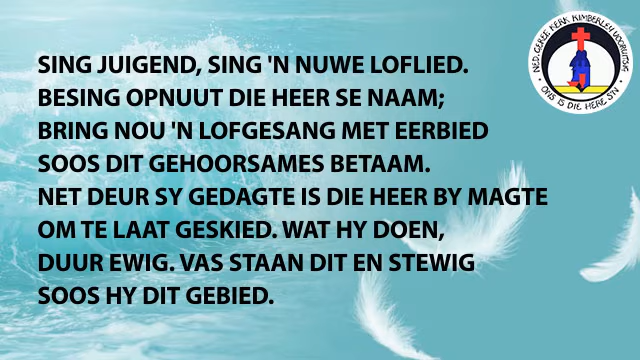 SING JUIGEND, SING 'N NUWE LOFLIED.
BESING OPNUUT DIE HEER SE NAAM;
BRING NOU 'N LOFGESANG MET EERBIED
SOOS DIT GEHOORSAMES BETAAM.
NET DEUR SY GEDAGTE IS DIE HEER BY MAGTE
OM TE LAAT GESKIED. WAT HY DOEN,
DUUR EWIG. VAS STAAN DIT EN STEWIG
SOOS HY DIT GEBIED.
NED. GEREF. KERK KIMBERLEY VOORUITSIG
ONS IS DIE HERE S'N